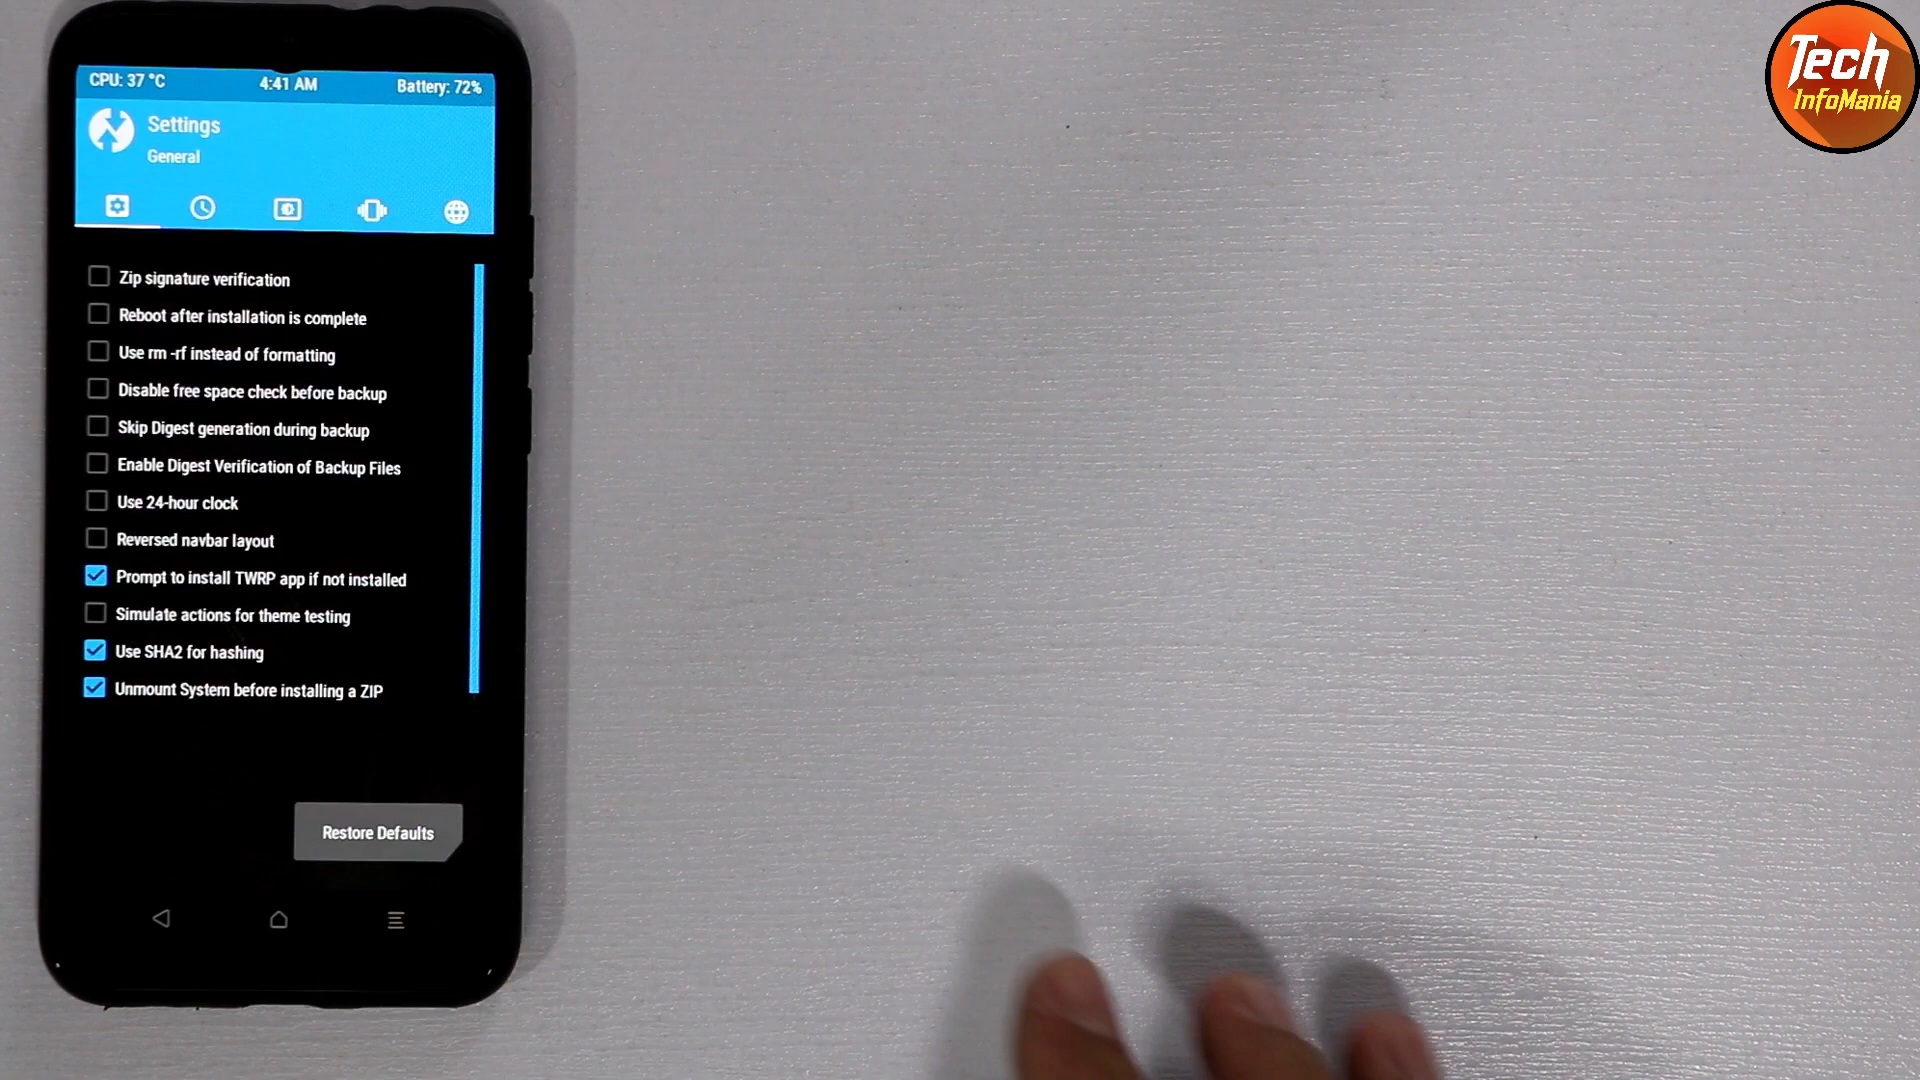 CPU: 37 °C 4:41 AM Battery: 72%
Settings
General
Zip signature verification
Reboot after installation is complete
Use rm -rf instead of formatting
Disable free space check before backup
Skip Digest generation during backup
Enable Digest Verification of Backup Files
Use 24-hour clock
Reversed navbar layout
Prompt to install TWRP app if not installed
Simulate actions for theme testing
Use SHA2 for hashing
Unmount System before installing a ZIP
Restore Defaults
Tech
InfoMania